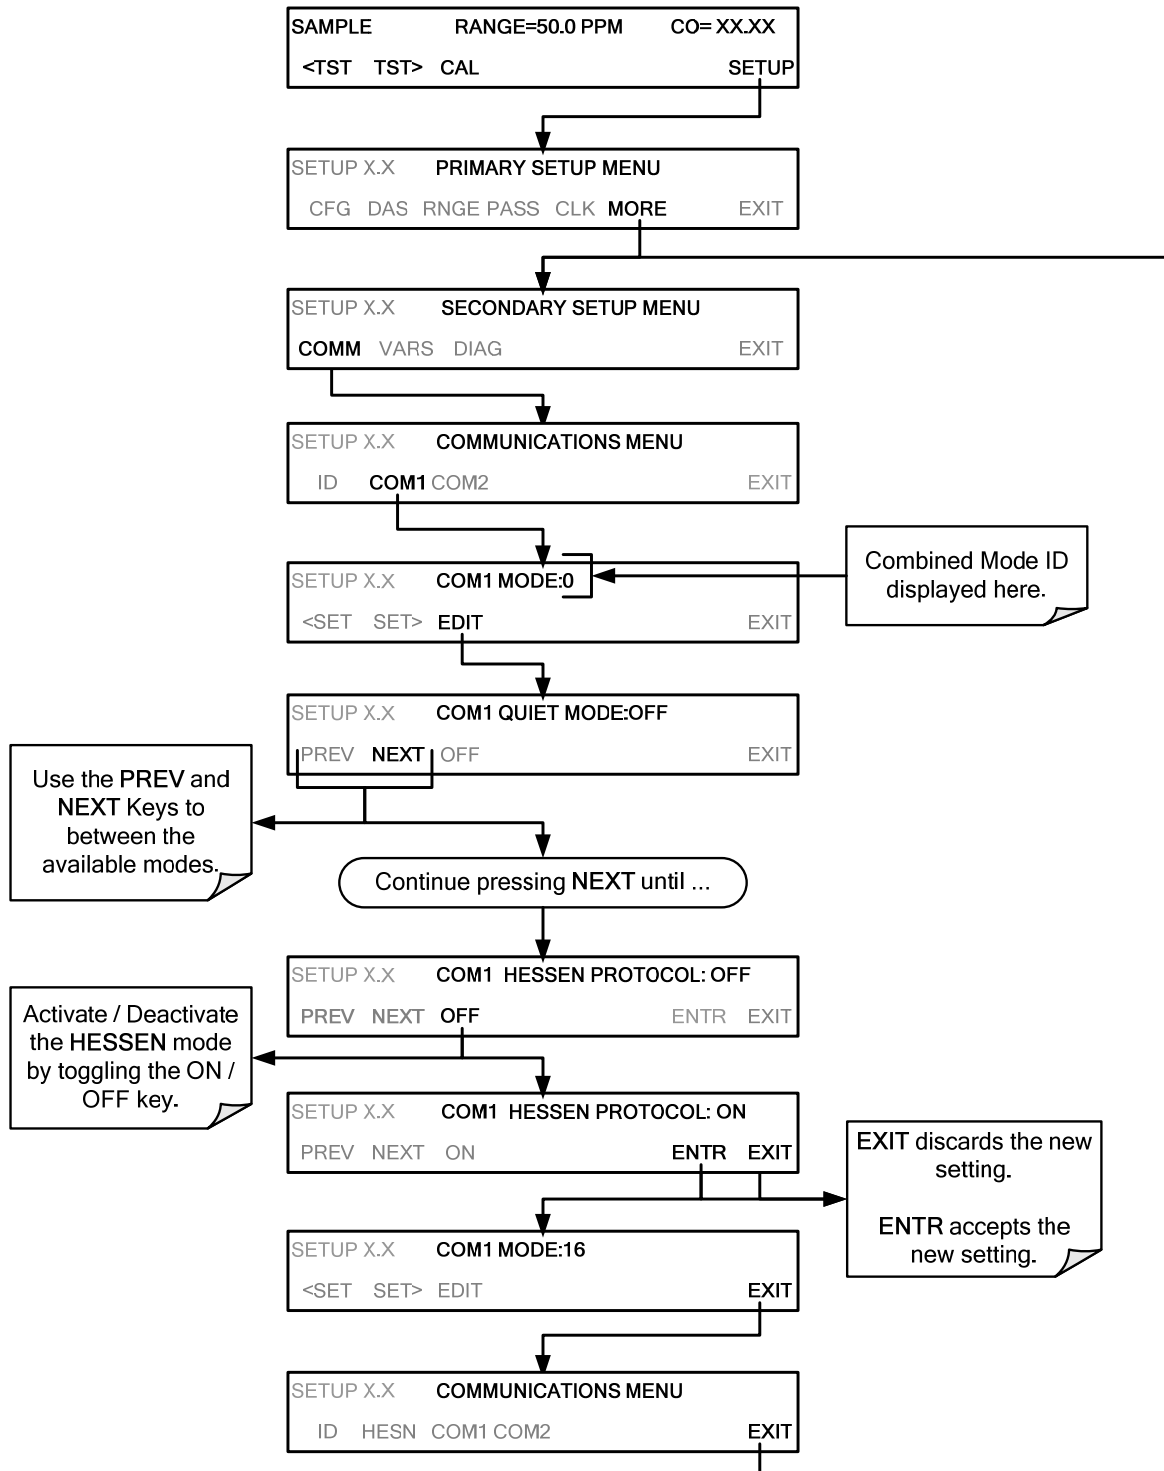 SAMPLE RANGE=50.0 PPM CO= XX.XX
<TST TST> CAL SETUP
SETUP X.X PRIMARY SETUP MENU
CFG DAS RNGE PASS CLK MORE EXIT
SETUP X.X SECONDARY SETUP MENU
COMM VARS DIAG EXIT
SETUP X.X COMMUNICATIONS MENU
ID COM1 COM2 EXIT
SETUP X.X COM1 MODE:0
<SET SET> EDIT EXIT
Combined Mode ID
displayed here.
SETUP X.X COM1 QUIET MODE:OFF
PREV NEXT OFF EXIT
Use the PREV and
NEXT Keys to
between the
available modes.
Continue pressing NEXT until ...
SETUP X.X COM1 HESSEN PROTOCOL: OFF
PREV NEXT OFF ENTR EXIT
Activate / Deactivate
the HESSEN mode
by toggling the ON /
OFF key.
SETUP X.X COM1 HESSEN PROTOCOL: ON
PREV NEXT ON ENTR EXIT
EXIT discards the new
setting.
ENTR accepts the
new setting.
SETUP X.X COM1 MODE:16
<SET SET> EDIT EXIT
SETUP X.X COMMUNICATIONS MENU
ID HESN COM1 COM2 EXIT